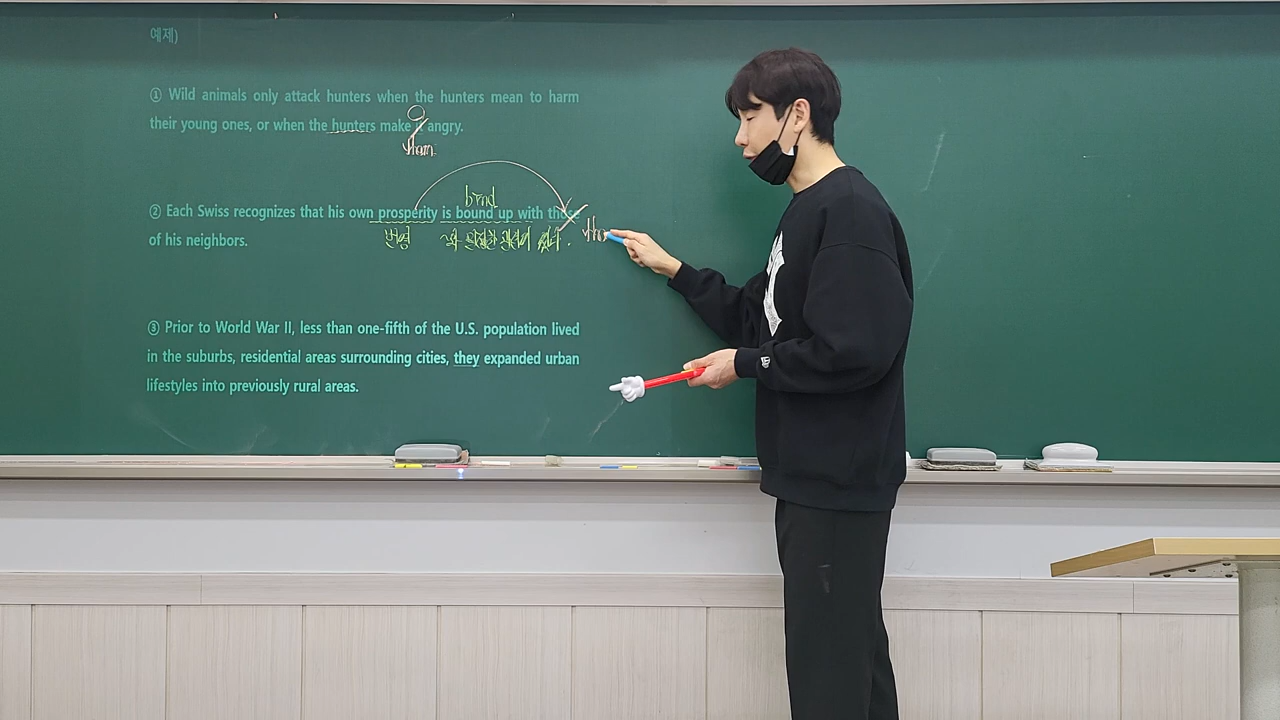 예제)
① Wild animals only attack hunters when the hunters mean to harm
their young ones, or when the hunters make it angry.
them
bind
② Each Swiss recognizes that his own prosperity is bound up with those
번영
of his neighbors.
③ Prior to World War II, less than one-fifth of the U.S. population lived
in the suburbs, residential areas surrounding cities, they expanded urban
lifestyles into previously rural areas.